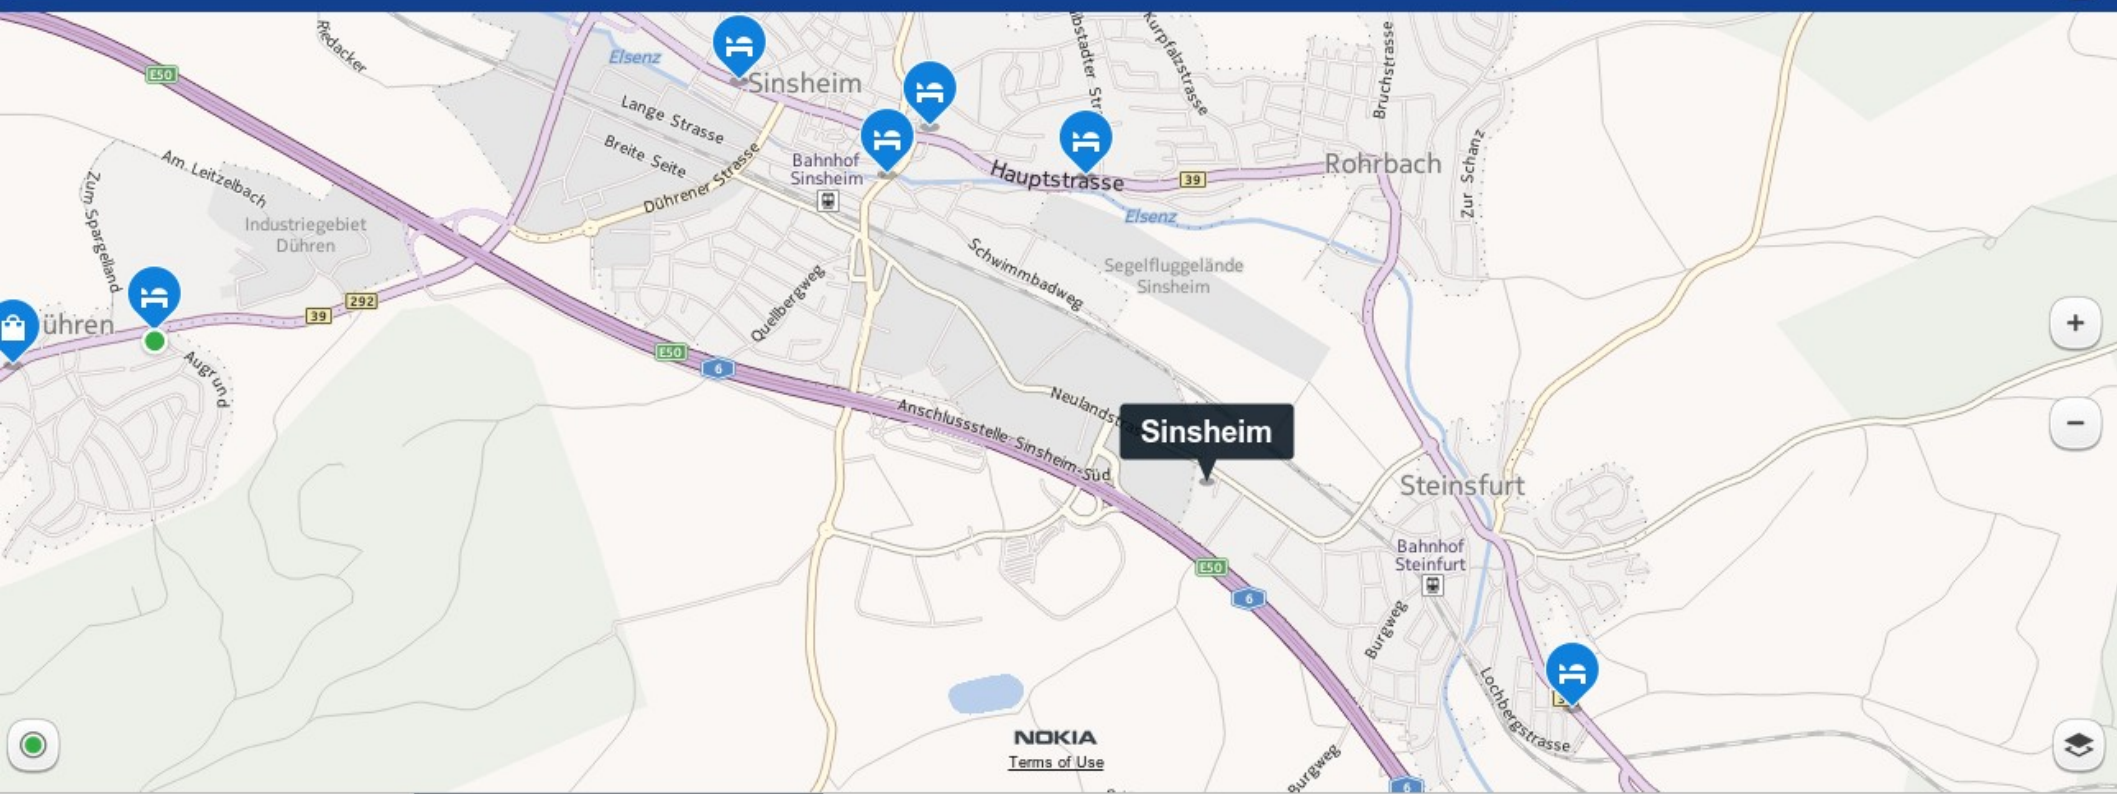 Riedacker
E50
Elsenz
Sinsheim
Kurpfalzstrasse
Bruchstrasse
Lange Strasse
Breite Seite
Dührener Strasse
Bahnhof
Sinsheim
Hauptstrasse
39
Rohrbach
Zur Schanz
Am. Leitzelbach
Zum Spargelland
Industriegebiet
Dühren
Elsenz
Schwimmbadweg
Segelfluggelände
Sinsheim
Quellbergweg
292
39
ühren
Augrund
E50
6
Anschlussstelle Sinsheim-Süd
Sinsheim
Steinsfurt
Bahnhof
Steinfurt
E50
6
Burgweg
Lochbergstrasse
NOKIA
Terms of Use
Burgweg
6
+
−